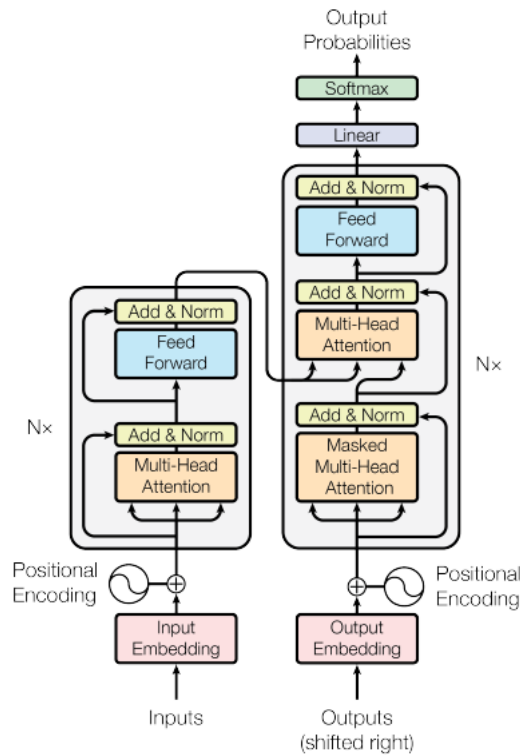 Output
Probabilities
Softmax
Linear
Add & Norm
Feed
Forward
Add & Norm
Multi-Head
Attention
Add & Norm
Masked
Multi-Head
Attention
N×
Add & Norm
Feed
Forward
Add & Norm
Multi-Head
Attention
N×
Positional
Encoding
Positional
Encoding
Input
Embedding
Output
Embedding
Inputs
Outputs
(shifted right)